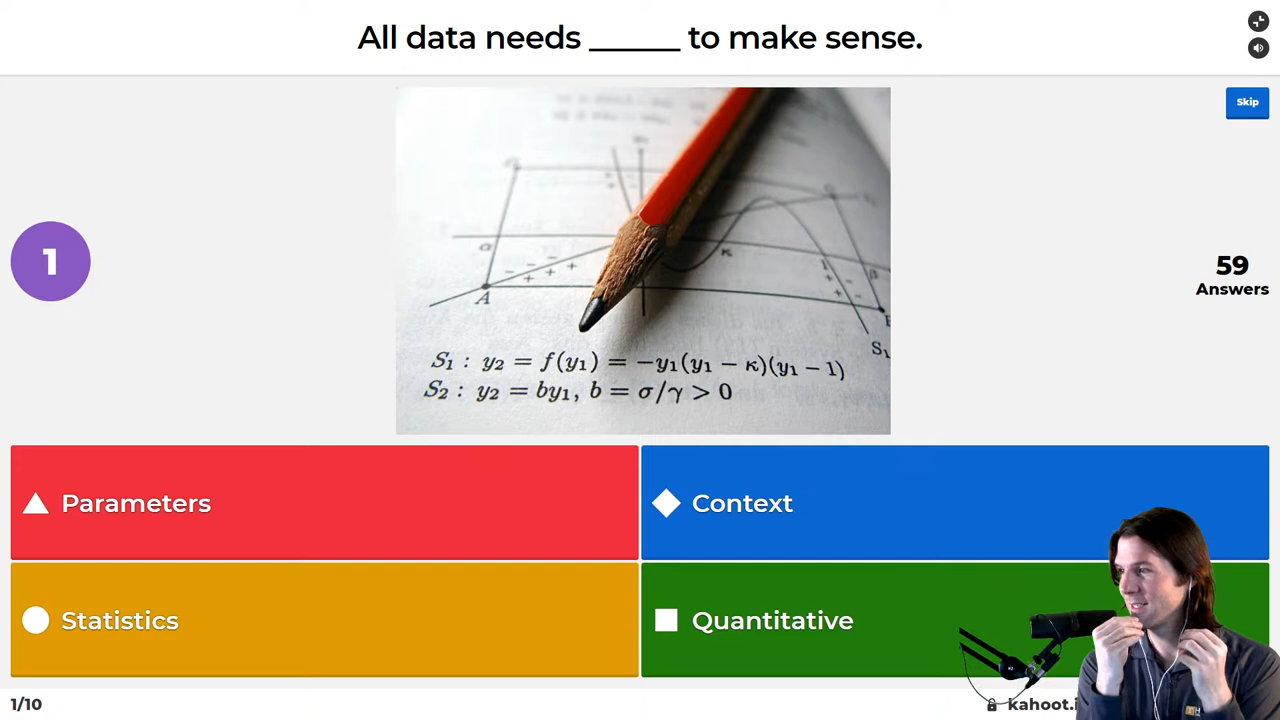 All data needs ______ to make sense.
Skip
1
59
Answers
A
α
κ
S₁
S₁ : y₂ = f(y₁) = −y₁(y₁ − κ)(y₁ − 1)
S₂ : y₂ = by₁, b = σ/γ > 0
Parameters
Context
Statistics
Quantitative
1/10